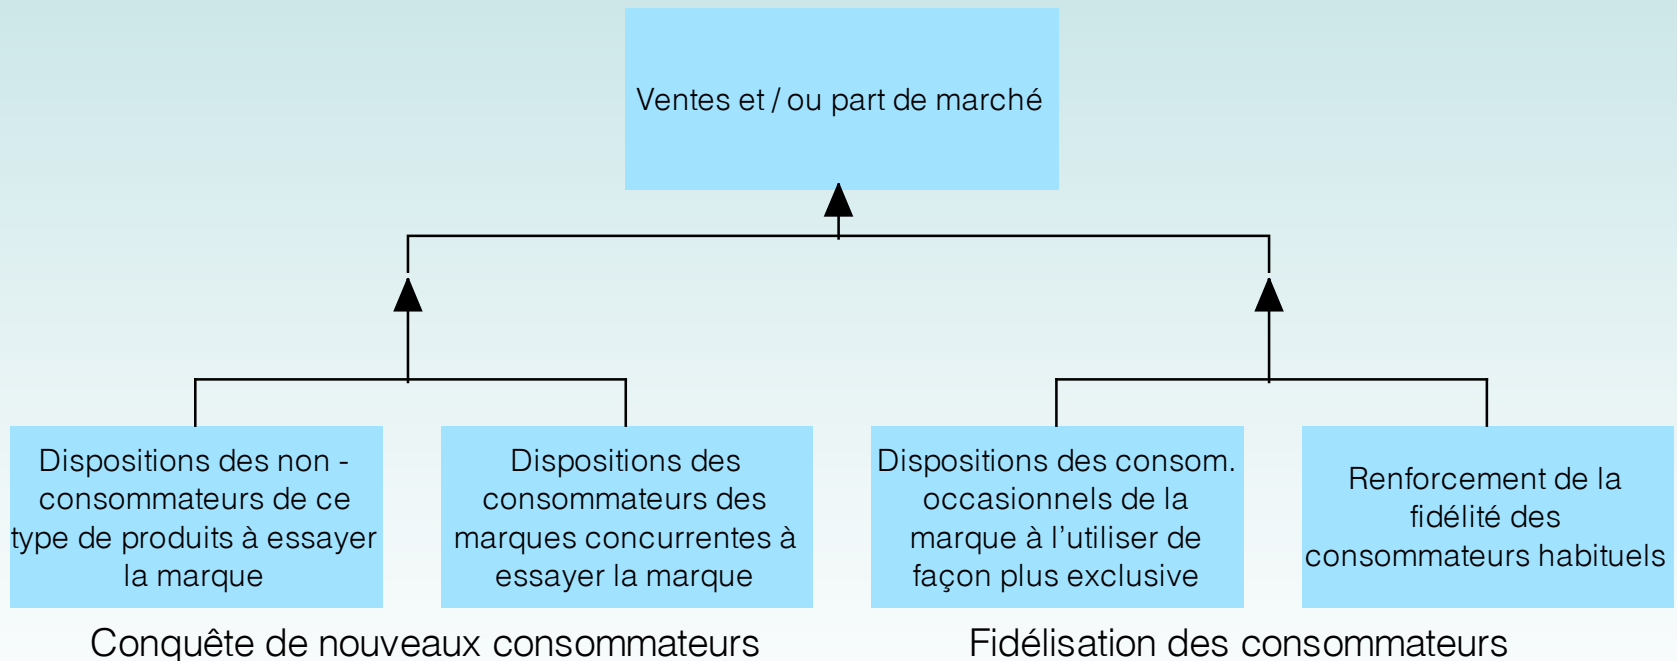 Ventes et / ou part de marché
Dispositions des non -
consommateurs de ce
type de produits à essayer
la marque
Dispositions des
consommateurs des
marques concurrentes à
essayer la marque
Dispositions des consom.
occasionnels de la
marque à l’utiliser de
façon plus exclusive
Renforcement de la
fidélité des
consommateurs habituels
Conquête de nouveaux consommateurs
Fidélisation des consommateurs